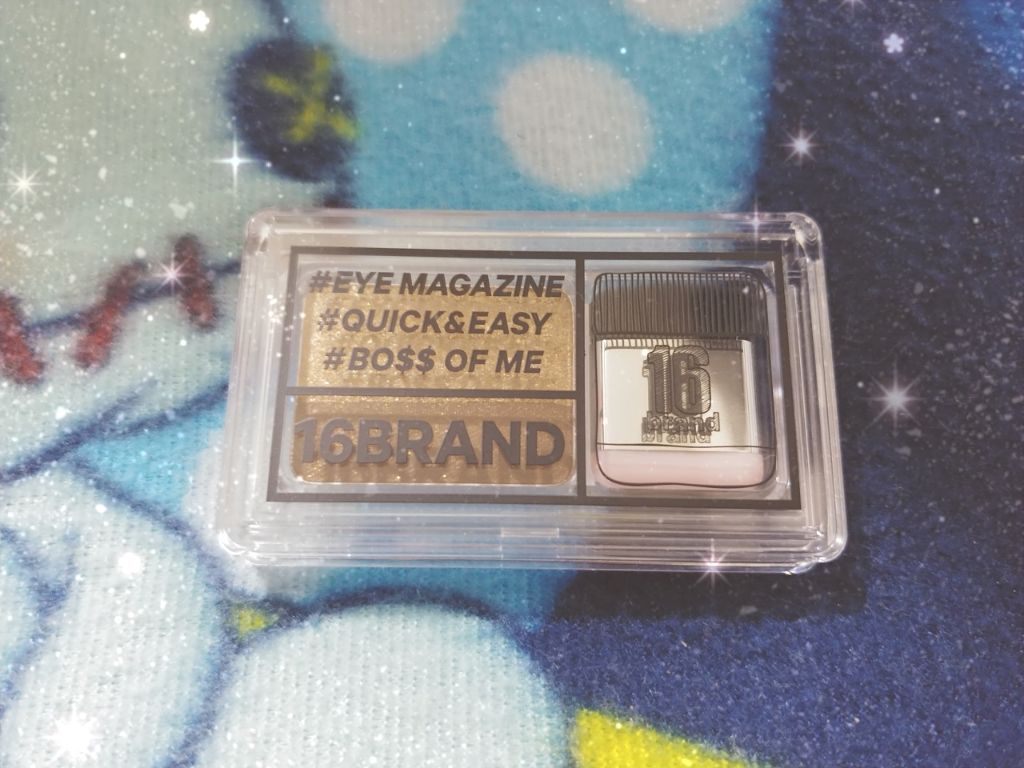 #EYE MAGAZINE
#QUICK&EASY
#BO$$ OF ME
16BRAND
16
brand